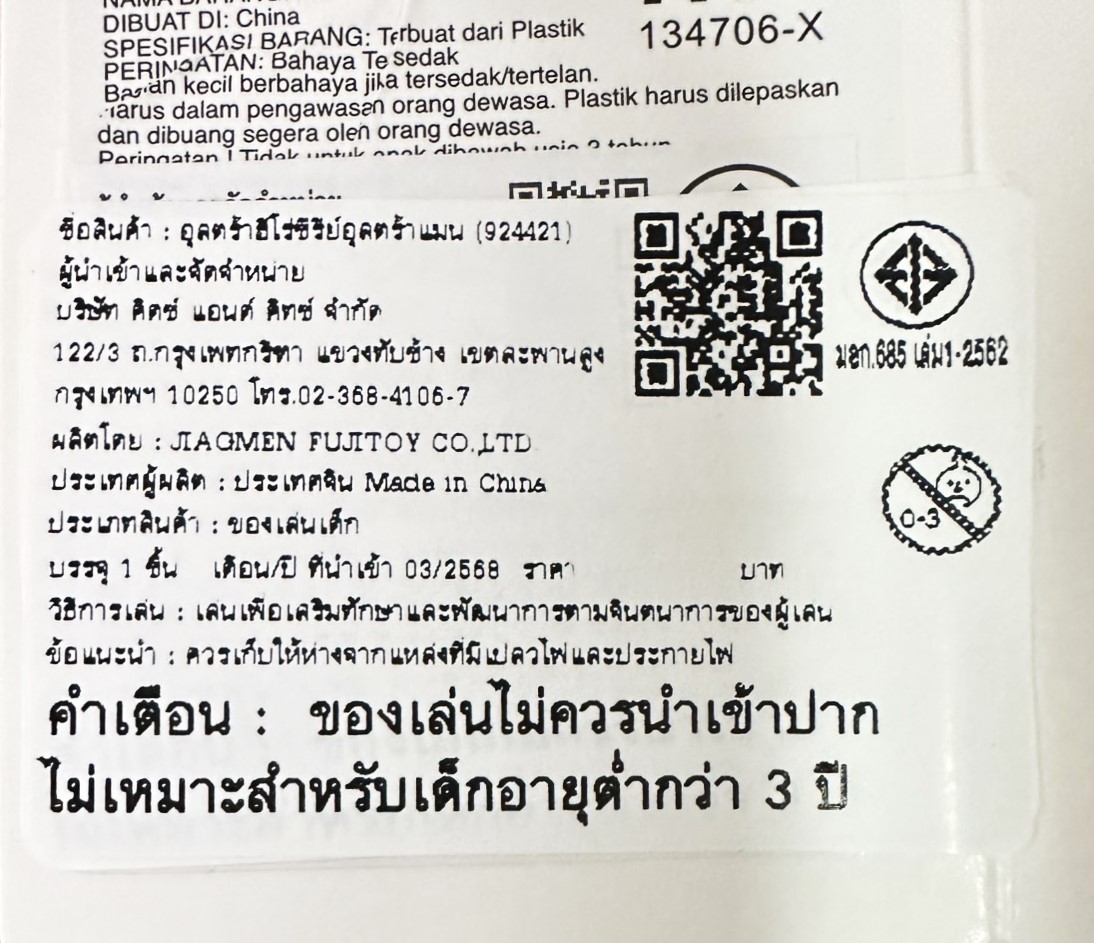 DIBUAT DI: China
SPESIFIKASI BARANG: Terbuat dari Plastik
134706-X
PERINGATAN: Bahaya Tesedak
Bagian kecil berbahaya jika tersedak/tertelan.
Harus dalam pengawasan orang dewasa. Plastik harus dilepaskan
dan dibuang segera oleh orang dewasa.
Peringatan ! Tidak untuk anak dibawah usia 3 tahun
ชื่อสินค้า : อุลตร้าฮีโร่ซีรีย์อุลตร้าแมน (924421)
ผู้นำเข้าและจัดจำหน่าย
บริษัท คิดซ์ แอนด์ คิทซ์ จำกัด
122/3 ถ.กรุงเทพกรีฑา แขวงทับช้าง เขตสะพานสูง
กรุงเทพฯ 10250 โทร.02-368-4106-7
มอก.685 เล่ม1-2562
ผลิตโดย : JIAGMEN FUJITOY CO.,LTD
ประเทศผู้ผลิต : ประเทศจีน Made in China
ประเภทสินค้า : ของเล่นเด็ก
0-3
บรรจุ 1 ชิ้น เดือน/ปี ที่นำเข้า 03/2568 ราคา บาท
วิธีการเล่น : เล่นเพื่อเสริมทักษาและพัฒนาการตามจินตนาการของผู้เล่น
ข้อแนะนำ : ควรเก็บให้ห่างจากแหล่งที่มีเปลวไฟและประกายไฟ
คำเตือน : ของเล่นไม่ควรนำเข้าปาก
ไม่เหมาะสำหรับเด็กอายุต่ำกว่า 3 ปี